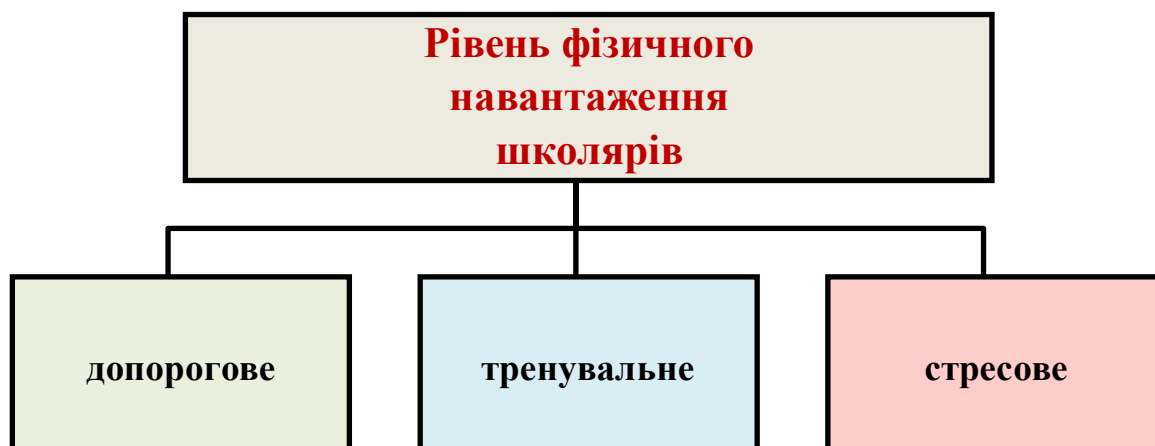 Рівень фізичного
навантаження
школярів
допорогове
тренувальне
стресове